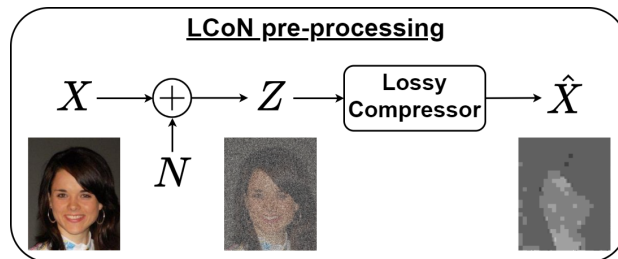 LCoN pre-processing
X + Z Lossy Compressor X̂
N